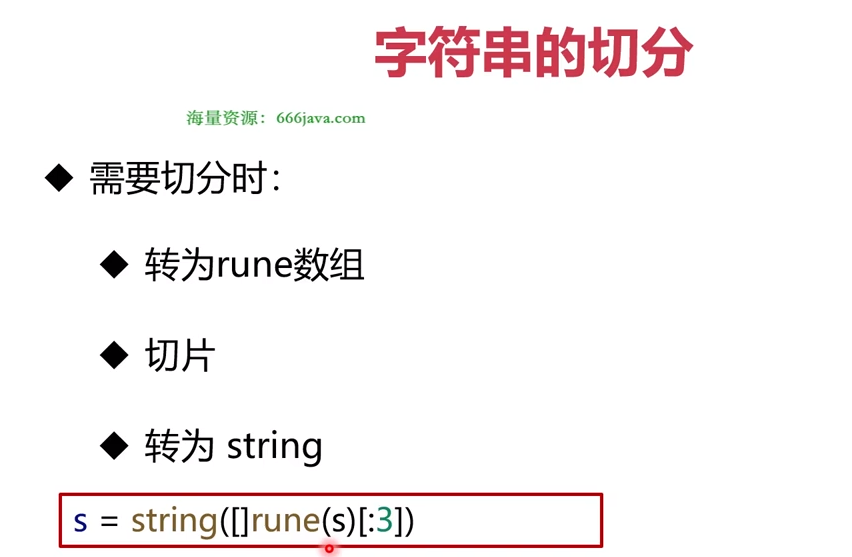 字符串的切分
海量资源：666java.com
◆ 需要切分时：
◆ 转为rune数组
◆ 切片
◆ 转为 string
s = string([]rune(s)[:3])